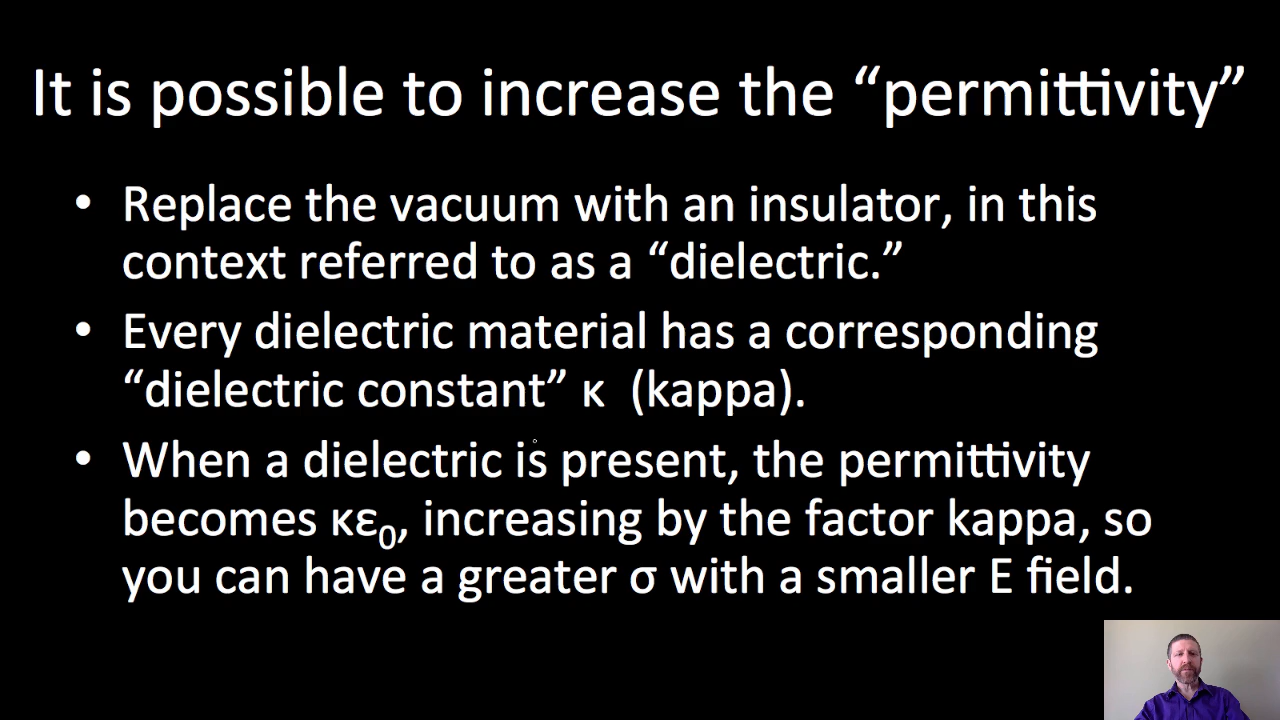 It is possible to increase the “permittivity”
• Replace the vacuum with an insulator, in this
context referred to as a “dielectric.”
• Every dielectric material has a corresponding
“dielectric constant” κ (kappa).
• When a dielectric is present, the permittivity
becomes κε₀, increasing by the factor kappa, so
you can have a greater σ with a smaller E field.